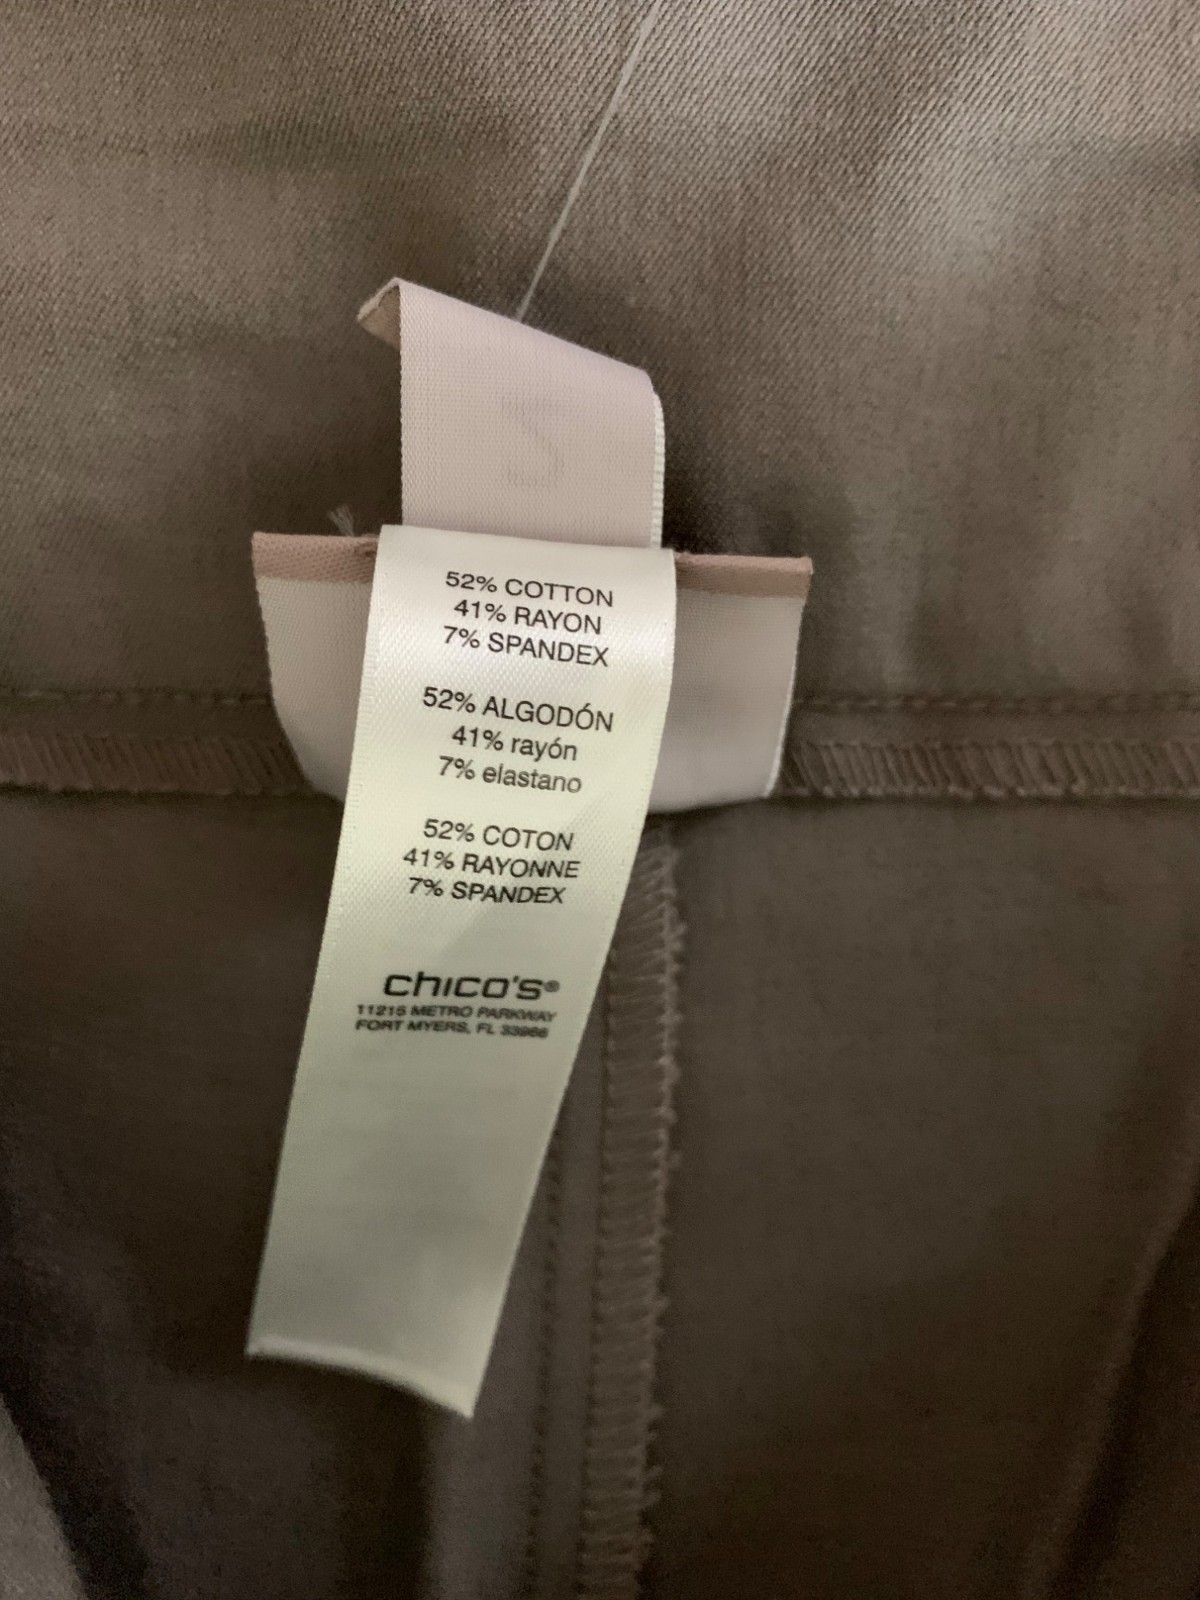 52% COTTON
41% RAYON
7% SPANDEX
52% ALGODÓN
41% rayón
7% elastano
52% COTON
41% RAYONNE
7% SPANDEX
chico's®
11215 METRO PARKWAY
FORT MYERS, FL 33966